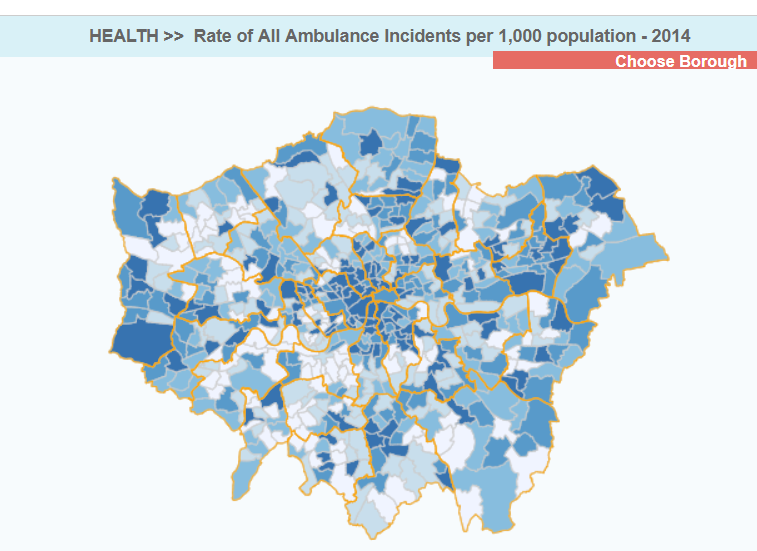 HEALTH >> Rate of All Ambulance Incidents per 1,000 population - 2014
Choose Borough